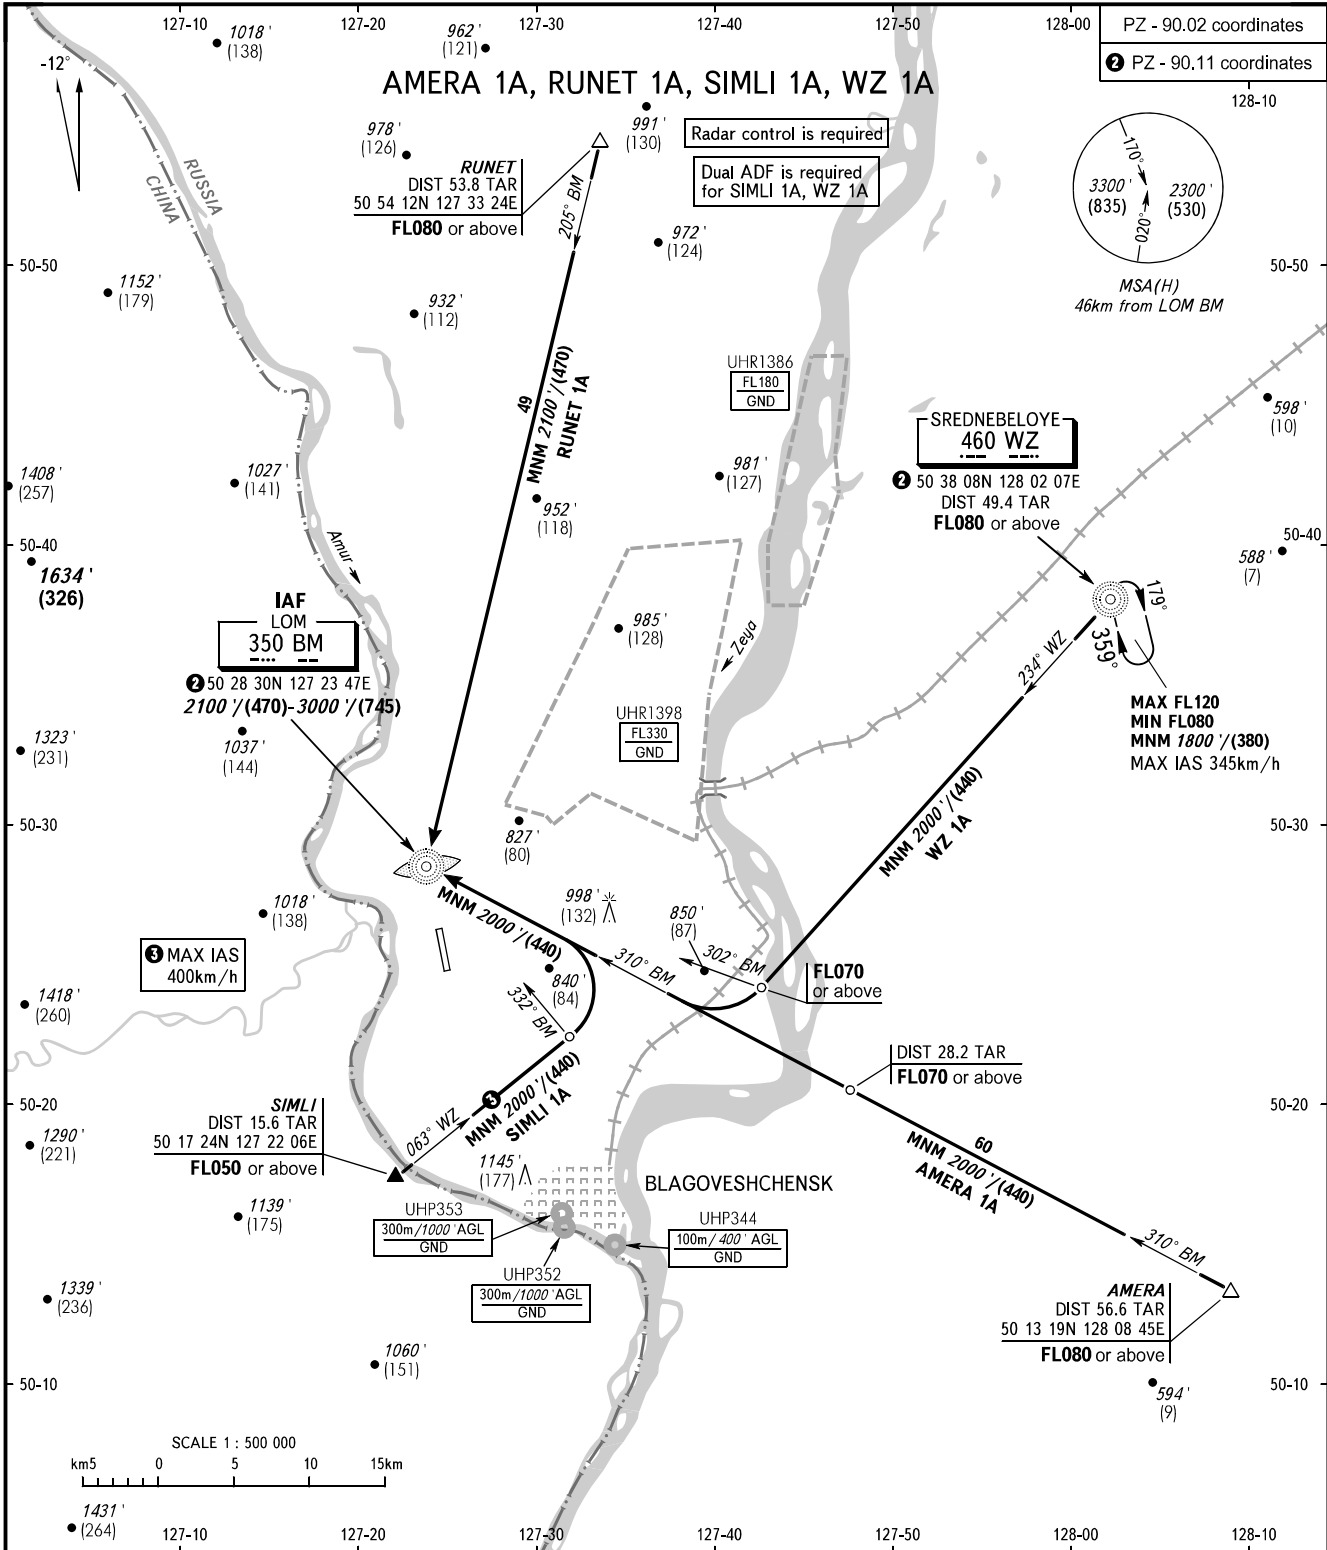 127-10
127-20
127-30
127-40
127-50
128-00
PZ - 90.02 coordinates
2 PZ - 90.11 coordinates
128-10
-12°
1018'
(138)
962'
(121)
AMERA 1A, RUNET 1A, SIMLI 1A, WZ 1A
978'
(126)
991'
(130)
Radar control is required
Dual ADF is required
for SIMLI 1A, WZ 1A
RUSSIA
CHINA
RUNET
DIST 53.8 TAR
50 54 12N 127 33 24E
FL080 or above
205° BM
170°
3300'
(835)
2300'
(530)
020°
MSA(H)
46km from LOM BM
972'
(124)
50-50
50-50
1152'
(179)
932'
(112)
49
MNM 2100'/(470)
RUNET 1A
UHR1386
FL180
GND
598'
(10)
SREDNEBELOYE
460 WZ
2 50 38 08N 128 02 07E
DIST 49.4 TAR
FL080 or above
1408'
(257)
1027'
(141)
981'
(127)
952'
(118)
50-40
50-40
588'
(7)
Amur
1634'
(326)
IAF
LOM
350 BM
2 50 28 30N 127 23 47E
2100'/(470)-3000'/(745)
985'
(128)
Zeya
179°
359°
234° WZ
MAX FL120
MIN FL080
MNM 1800'/(380)
MAX IAS 345km/h
1323'
(231)
1037'
(144)
UHR1398
FL330
GND
MNM 2000'/(440)
WZ 1A
50-30
50-30
827'
(80)
1018'
(138)
MNM 2000'/(440)
998'
(132)
850'
(87)
302° BM
310° BM
FL070
or above
3 MAX IAS
400km/h
840'
(84)
332° BM
1418'
(260)
DIST 28.2 TAR
FL070 or above
50-20
50-20
SIMLI
DIST 15.6 TAR
50 17 24N 127 22 06E
FL050 or above
3
063° WZ
MNM 2000'/(440)
SIMLI 1A
60
MNM 2000'/(440)
AMERA 1A
1290'
(221)
1145'
(177)
BLAGOVESHCHENSK
1139'
(175)
UHP353
300m/1000'AGL
GND
UHP344
100m/400'AGL
GND
UHP352
300m/1000'AGL
GND
310° BM
AMERA
DIST 56.6 TAR
50 13 19N 128 08 45E
FL080 or above
1339'
(236)
1060'
(151)
50-10
50-10
594'
(9)
SCALE 1 : 500 000
km5 0 5 10 15km
1431'
(264)
127-10
127-20
127-30
127-40
127-50
128-00
128-10